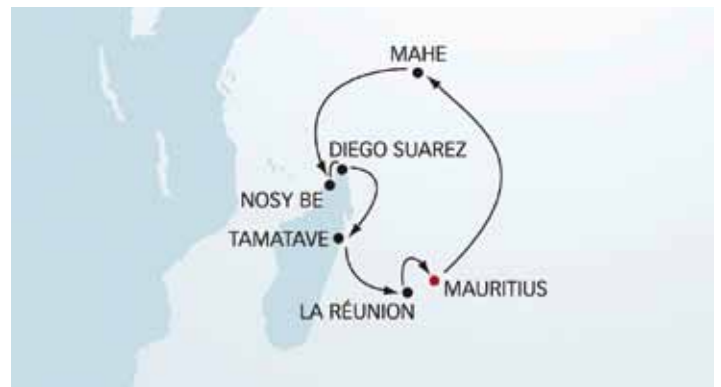 MAHE
DIEGO SUAREZ
NOSY BE
TAMATAVE
MAURITIUS
LA RÉUNION